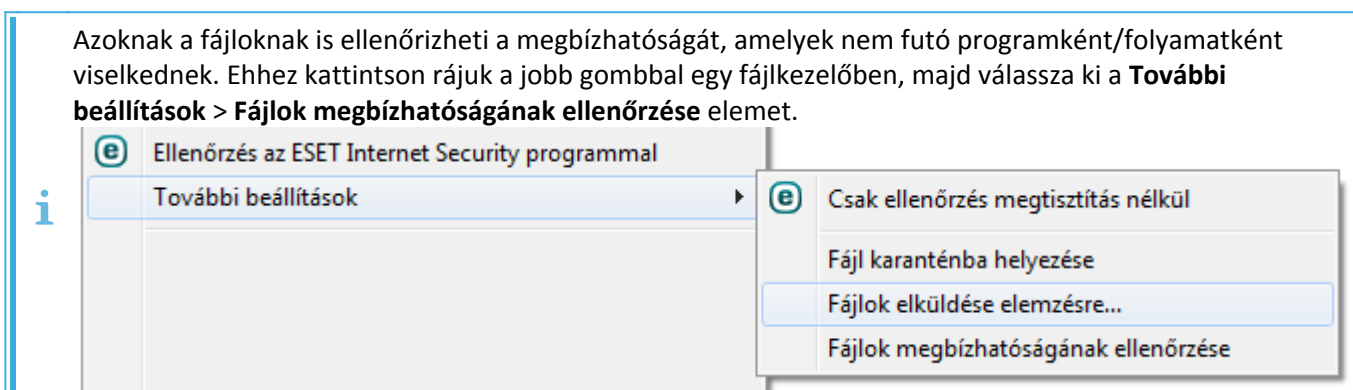 Azoknak a fájloknak is ellenőrizheti a megbízhatóságát, amelyek nem futó programként/folyamatként
viselkednek. Ehhez kattintson rájuk a jobb gombbal egy fájlkezelőben, majd válassza ki a További
beállítások > Fájlok megbízhatóságának ellenőrzése elemet.
Ellenőrzés az ESET Internet Security programmal
További beállítások
Csak ellenőrzés megtisztítás nélkül
Fájl karanténba helyezése
Fájlok elküldése elemzésre...
Fájlok megbízhatóságának ellenőrzése